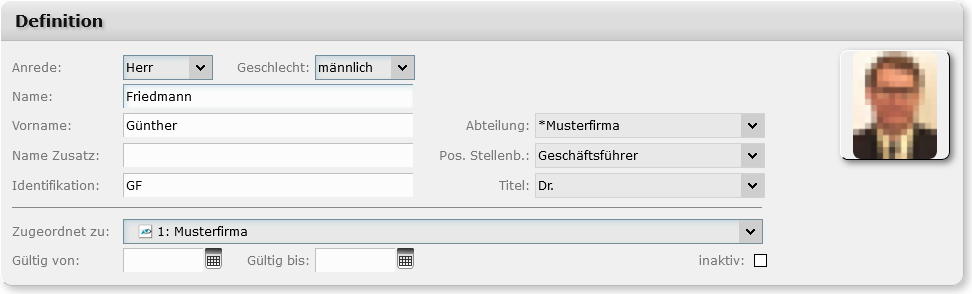 Definition
Anrede: Herr Geschlecht: männlich
Name: Friedmann
Vorname: Günther Abteilung: *Musterfirma
Name Zusatz: Pos. Stellenb.: Geschäftsführer
Identifikation: GF Titel: Dr.
Zugeordnet zu: 1: Musterfirma
Gültig von: Gültig bis: inaktiv: